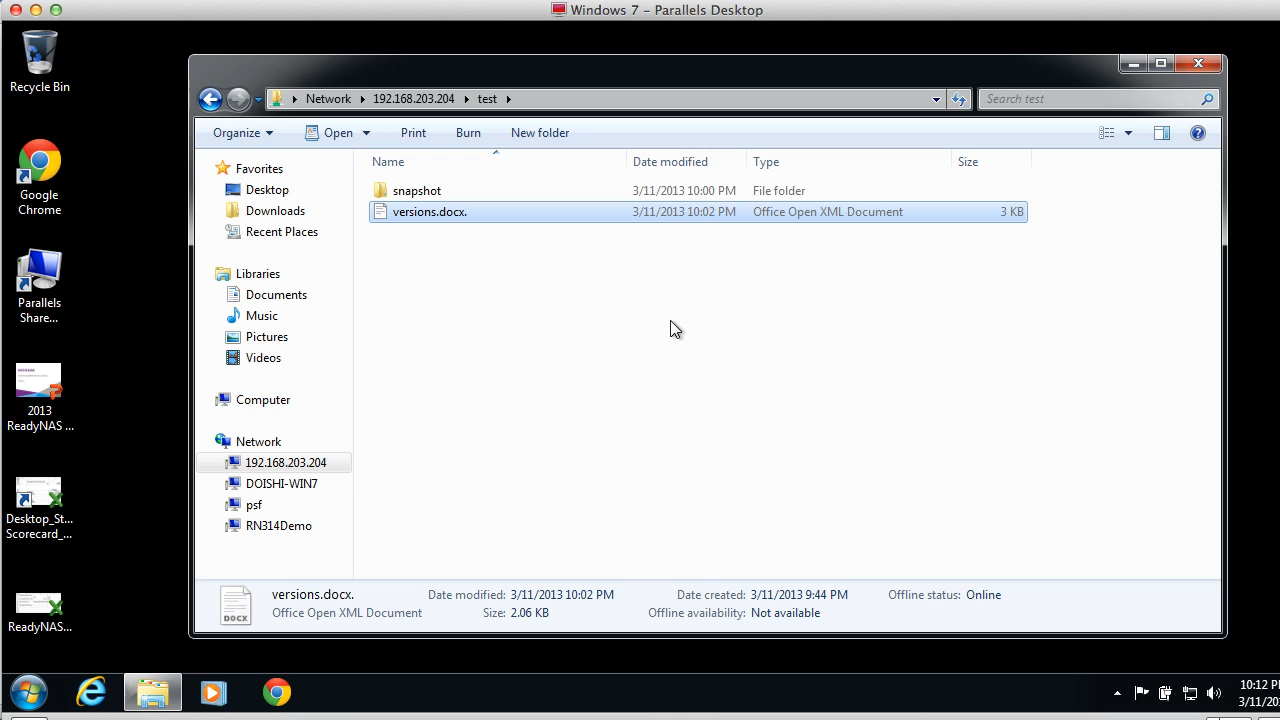 Windows 7 - Parallels Desktop
Recycle Bin
Google
Chrome
Parallels
Share...
2013
ReadyNAS ...
Desktop_St...
Scorecard_...
ReadyNAS...
Network
192.168.203.204
test
Search test
Organize
Open
Print
Burn
New folder
Favorites
Desktop
Downloads
Recent Places
Libraries
Documents
Music
Pictures
Videos
Computer
Network
192.168.203.204
DOISHI-WIN7
psf
RN314Demo
Name Date modified Type Size
snapshot 3/11/2013 10:00 PM File folder
versions.docx. 3/11/2013 10:02 PM Office Open XML Document 3 KB
DOCX
versions.docx. Date modified: 3/11/2013 10:02 PM Date created: 3/11/2013 9:44 PM Offline status: Online
Office Open XML Document Size: 2.06 KB Offline availability: Not available
10:12 P
3/11/20